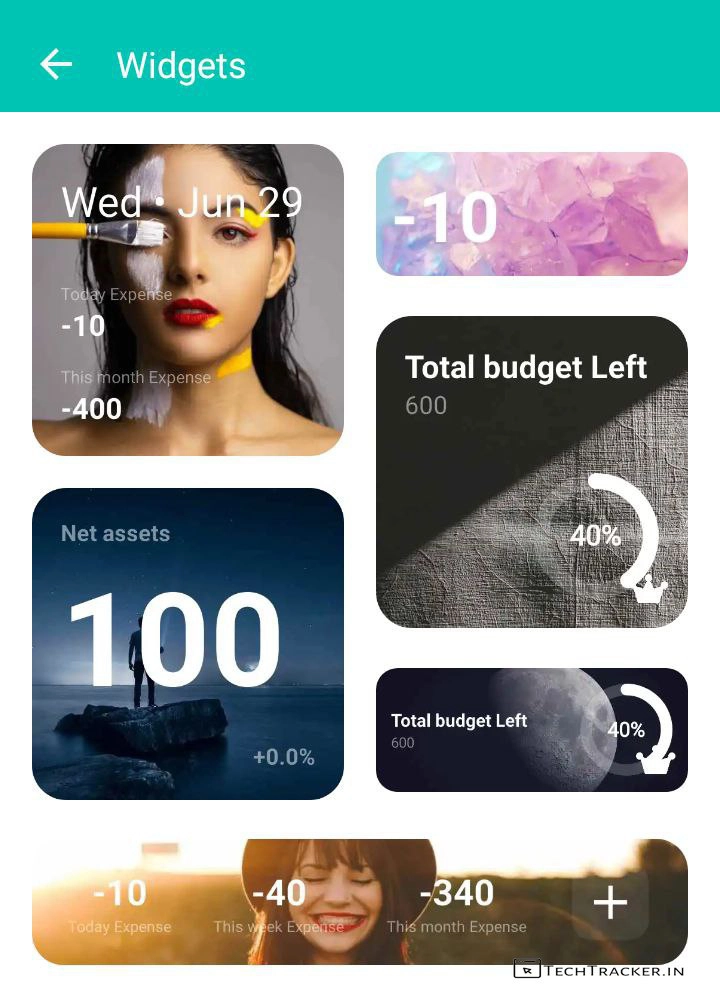 Widgets
Wed • Jun 29
Today Expense
-10
This month Expense
-400
-10
Total budget Left
600
40%
Net assets
100
+0.0%
Total budget Left
600
40%
-10 -40 -340 +
Today Expense This week Expense This month Expense
TECHTRACKER.IN